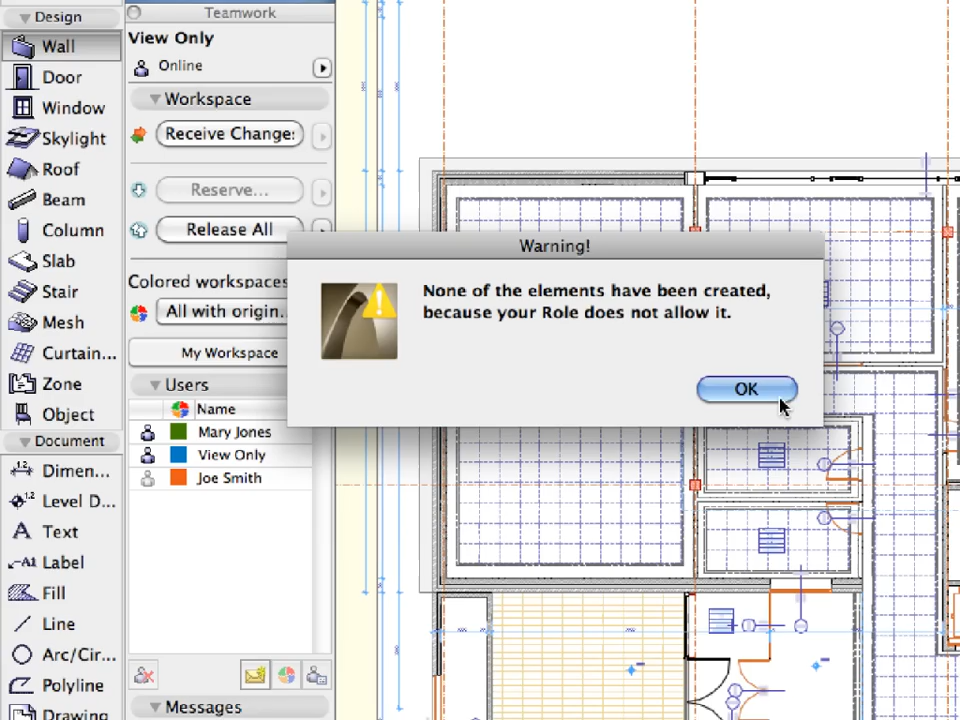 Design
Wall
Door
Window
Skylight
Roof
Beam
Column
Slab
Stair
Mesh
Curtain...
Zone
Object
Document
Dimen...
Level D...
Text
Label
Fill
Line
Arc/Cir...
Polyline
Drawing
Teamwork
View Only
Online
Workspace
Receive Change:
Reserve...
Release All
Colored workspaces
All with origin..
My Workspace
Users
Name
Mary Jones
View Only
Joe Smith
Messages
Warning!
None of the elements have been created,
because your Role does not allow it.
OK